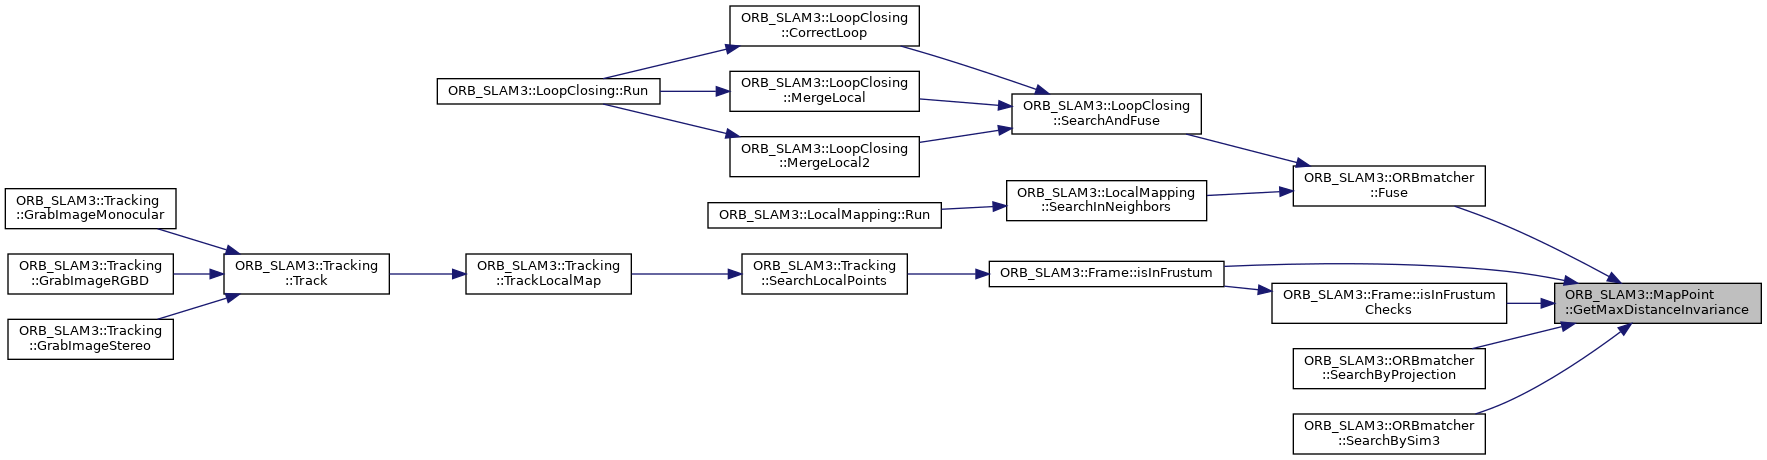 ORB_SLAM3::LoopClosing
::CorrectLoop
ORB_SLAM3::LoopClosing::Run
ORB_SLAM3::LoopClosing
::MergeLocal
ORB_SLAM3::LoopClosing
::SearchAndFuse
ORB_SLAM3::LoopClosing
::MergeLocal2
ORB_SLAM3::ORBmatcher
::Fuse
ORB_SLAM3::LocalMapping
::SearchInNeighbors
ORB_SLAM3::LocalMapping::Run
ORB_SLAM3::Tracking
::GrabImageMonocular
ORB_SLAM3::Tracking
::GrabImageRGBD
ORB_SLAM3::Tracking
::Track
ORB_SLAM3::Tracking
::TrackLocalMap
ORB_SLAM3::Tracking
::SearchLocalPoints
ORB_SLAM3::Frame::isInFrustum
ORB_SLAM3::Frame::isInFrustum
Checks
ORB_SLAM3::MapPoint
::GetMaxDistanceInvariance
ORB_SLAM3::Tracking
::GrabImageStereo
ORB_SLAM3::ORBmatcher
::SearchByProjection
ORB_SLAM3::ORBmatcher
::SearchBySim3